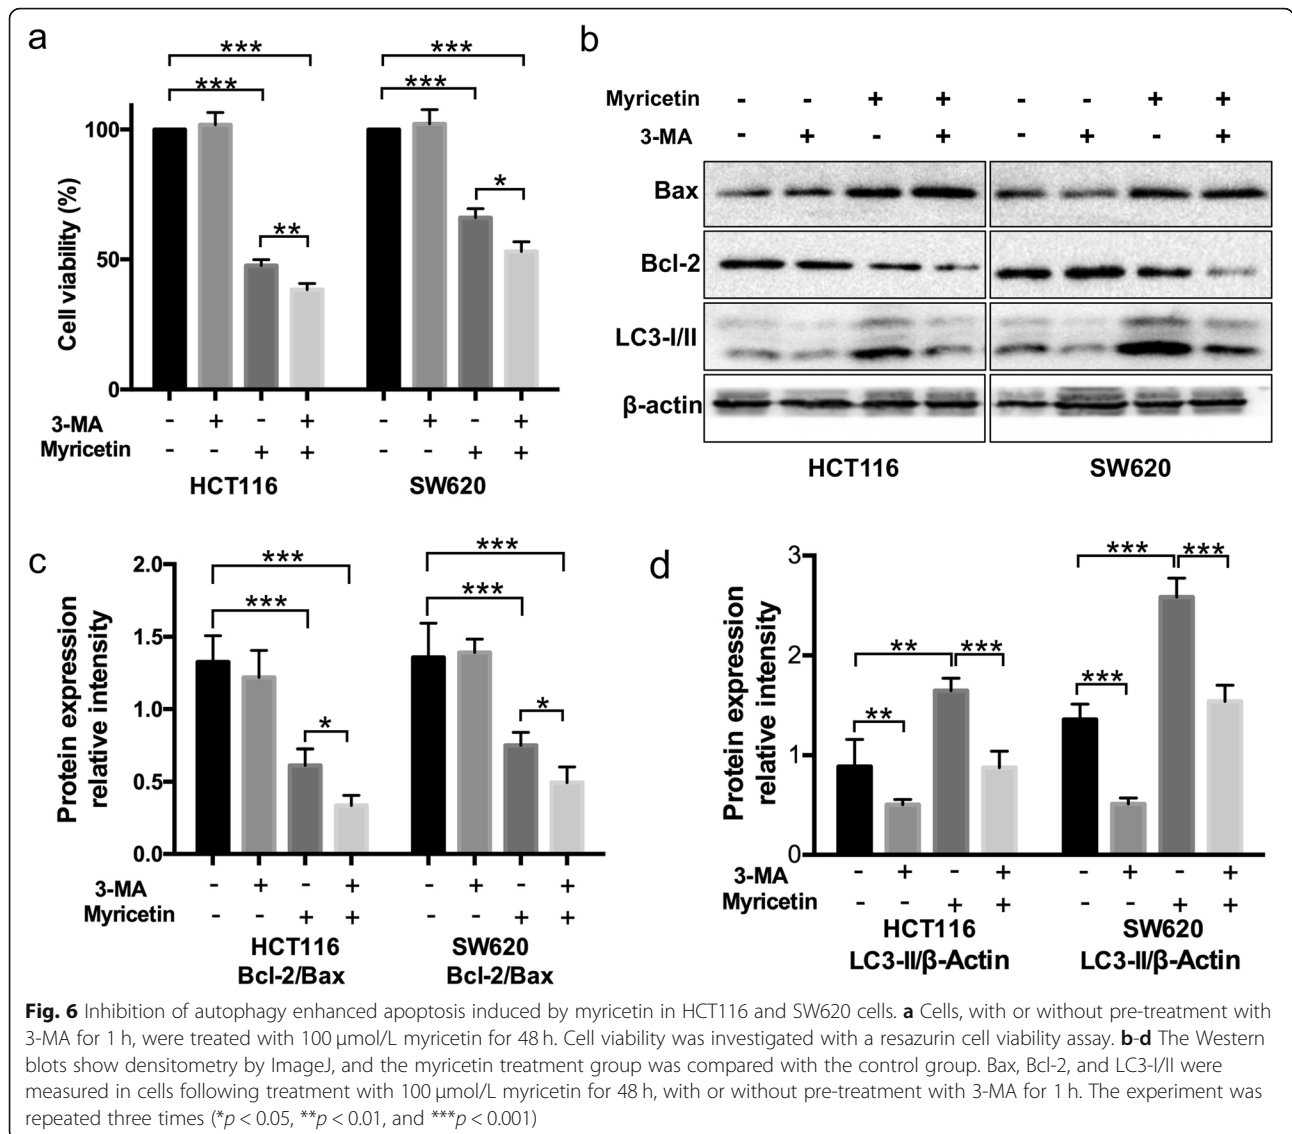 a
*** ***
*** ***
** *
Cell viability (%)
100
50
0
3-MA - + - + - + - +
Myricetin - - + + - - + +
HCT116 SW620
b
Myricetin - - + + - - + +
3-MA - + - + - + - +
Bax
Bcl-2
LC3-I/II
β-actin
HCT116 SW620
c
*** ***
*** ***
* *
Protein expression
relative intensity
2.0
1.5
1.0
0.5
0.0
3-MA - + - + - + - +
Myricetin - - + + - - + +
HCT116 SW620
Bcl-2/Bax Bcl-2/Bax
d
*** ***
** ***
** ***
Protein expression
relative intensity
3
2
1
0
3-MA - + - + - + - +
Myricetin - - + + - - + +
HCT116 SW620
LC3-II/β-Actin LC3-II/β-Actin
Fig. 6 Inhibition of autophagy enhanced apoptosis induced by myricetin in HCT116 and SW620 cells. a Cells, with or without pre-treatment with
3-MA for 1 h, were treated with 100 μmol/L myricetin for 48 h. Cell viability was investigated with a resazurin cell viability assay. b-d The Western
blots show densitometry by ImageJ, and the myricetin treatment group was compared with the control group. Bax, Bcl-2, and LC3-I/II were
measured in cells following treatment with 100 μmol/L myricetin for 48 h, with or without pre-treatment with 3-MA for 1 h. The experiment was
repeated three times (*p < 0.05, **p < 0.01, and ***p < 0.001)